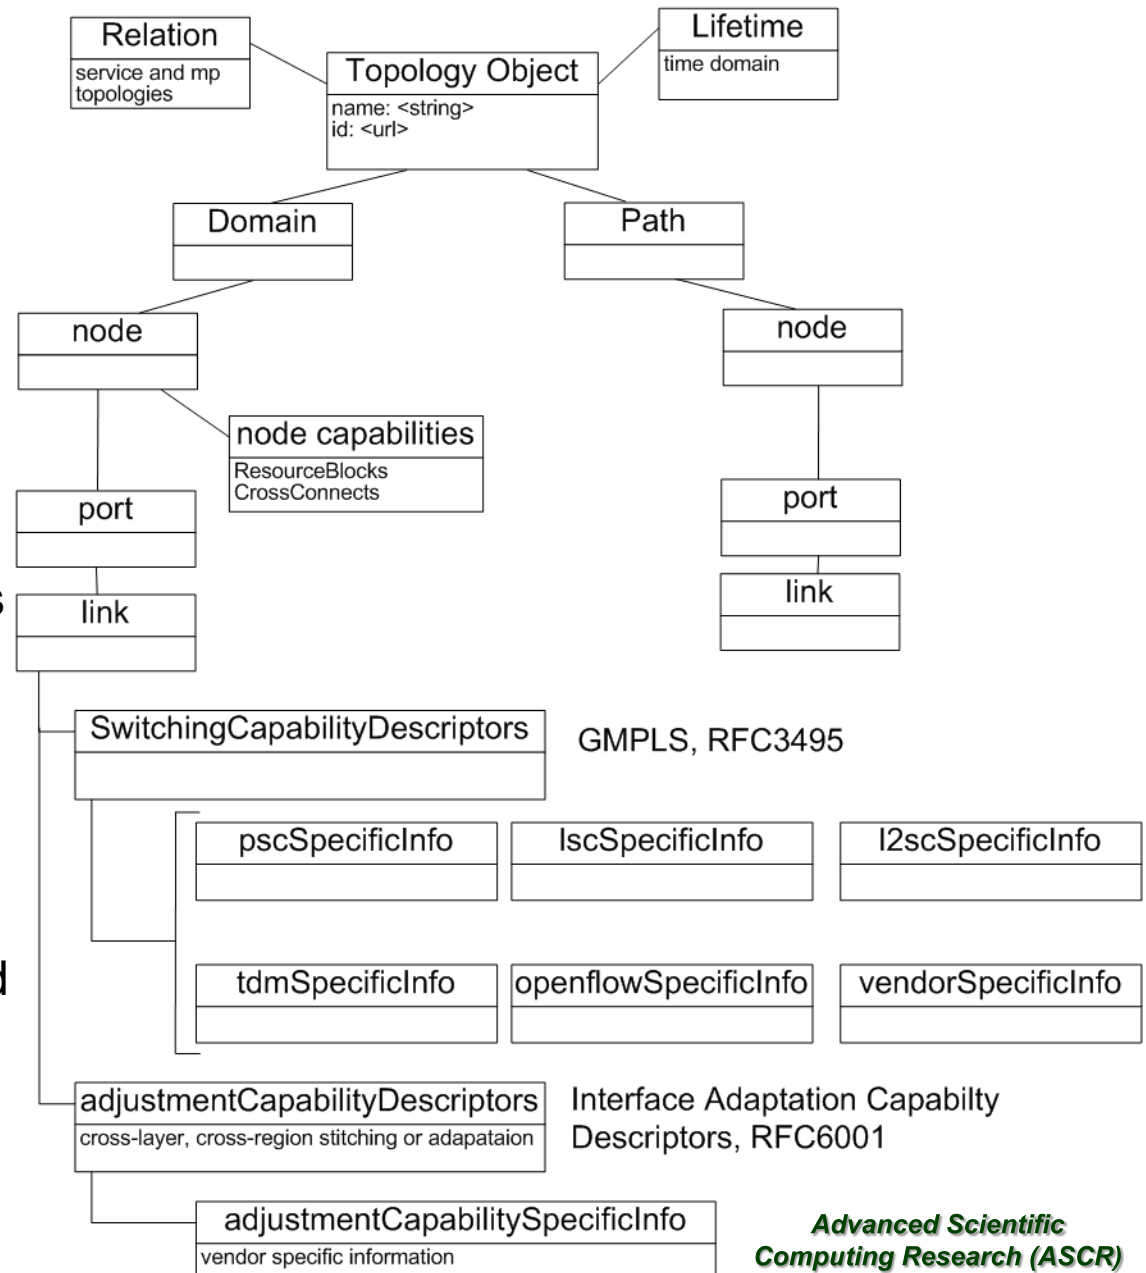 Relation
service and mp
topologies
Topology Object
name: <string>
id: <url>
Lifetime
time domain
Domain
Path
node
node
node capabilities
ResourceBlocks
CrossConnects
port
port
s
link
link
SwitchingCapabilityDescriptors
GMPLS, RFC3495
pscSpecificInfo
lscSpecificInfo
l2scSpecificInfo
d
tdmSpecificInfo
openflowSpecificInfo
vendorSpecificInfo
adjustmentCapabilityDescriptors
cross-layer, cross-region stitching or adapataion
Interface Adaptation Capabilty
Descriptors, RFC6001
adjustmentCapabilitySpecificInfo
vendor specific information
Advanced Scientific
Computing Research (ASCR)